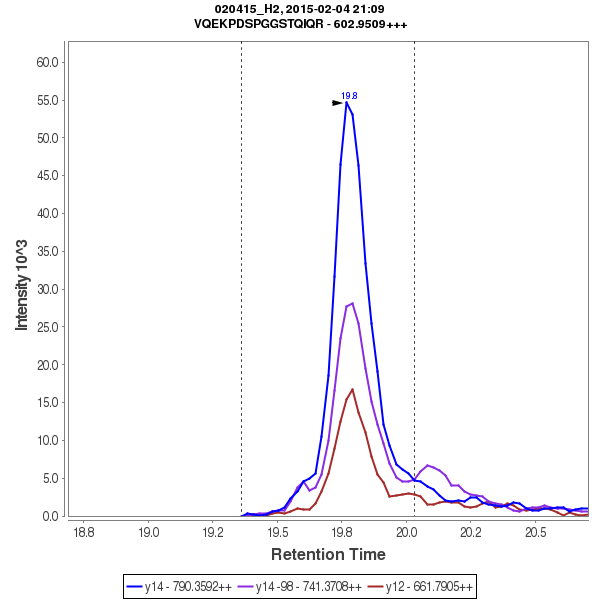 020415_H2, 2015-02-04 21:09
VQEKPDSPGGSTQIQR - 602.9509+++
60.0
55.0
50.0
45.0
40.0
35.0
30.0
25.0
20.0
15.0
10.0
5.0
0.0
Intensity 10^3
19.8
18.8 19.0 19.2 19.5 19.8 20.0 20.2 20.5
Retention Time
y14 - 790.3592++ y14 -98 - 741.3708++ y12 - 661.7905++